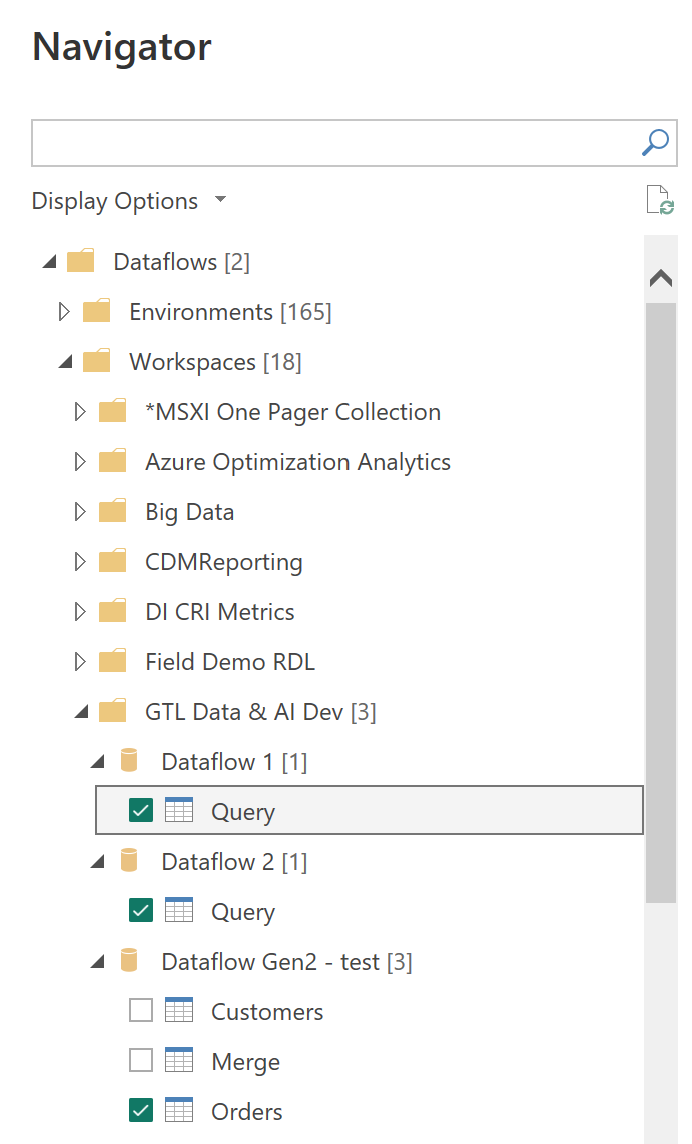 Navigator
Display Options
Dataflows [2]
Environments [165]
Workspaces [18]
*MSXI One Pager Collection
Azure Optimization Analytics
Big Data
CDMReporting
DI CRI Metrics
Field Demo RDL
GTL Data & AI Dev [3]
Dataflow 1 [1]
Query
Dataflow 2 [1]
Query
Dataflow Gen2 - test [3]
Customers
Merge
Orders